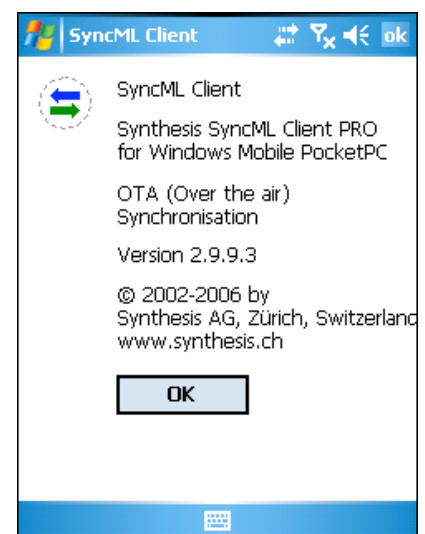 SyncML Client
ok
SyncML Client
Synthesis SyncML Client PRO
for Windows Mobile PocketPC
OTA (Over the air)
Synchronisation
Version 2.9.9.3
© 2002-2006 by
Synthesis AG, Zürich, Switzerland
www.synthesis.ch
OK